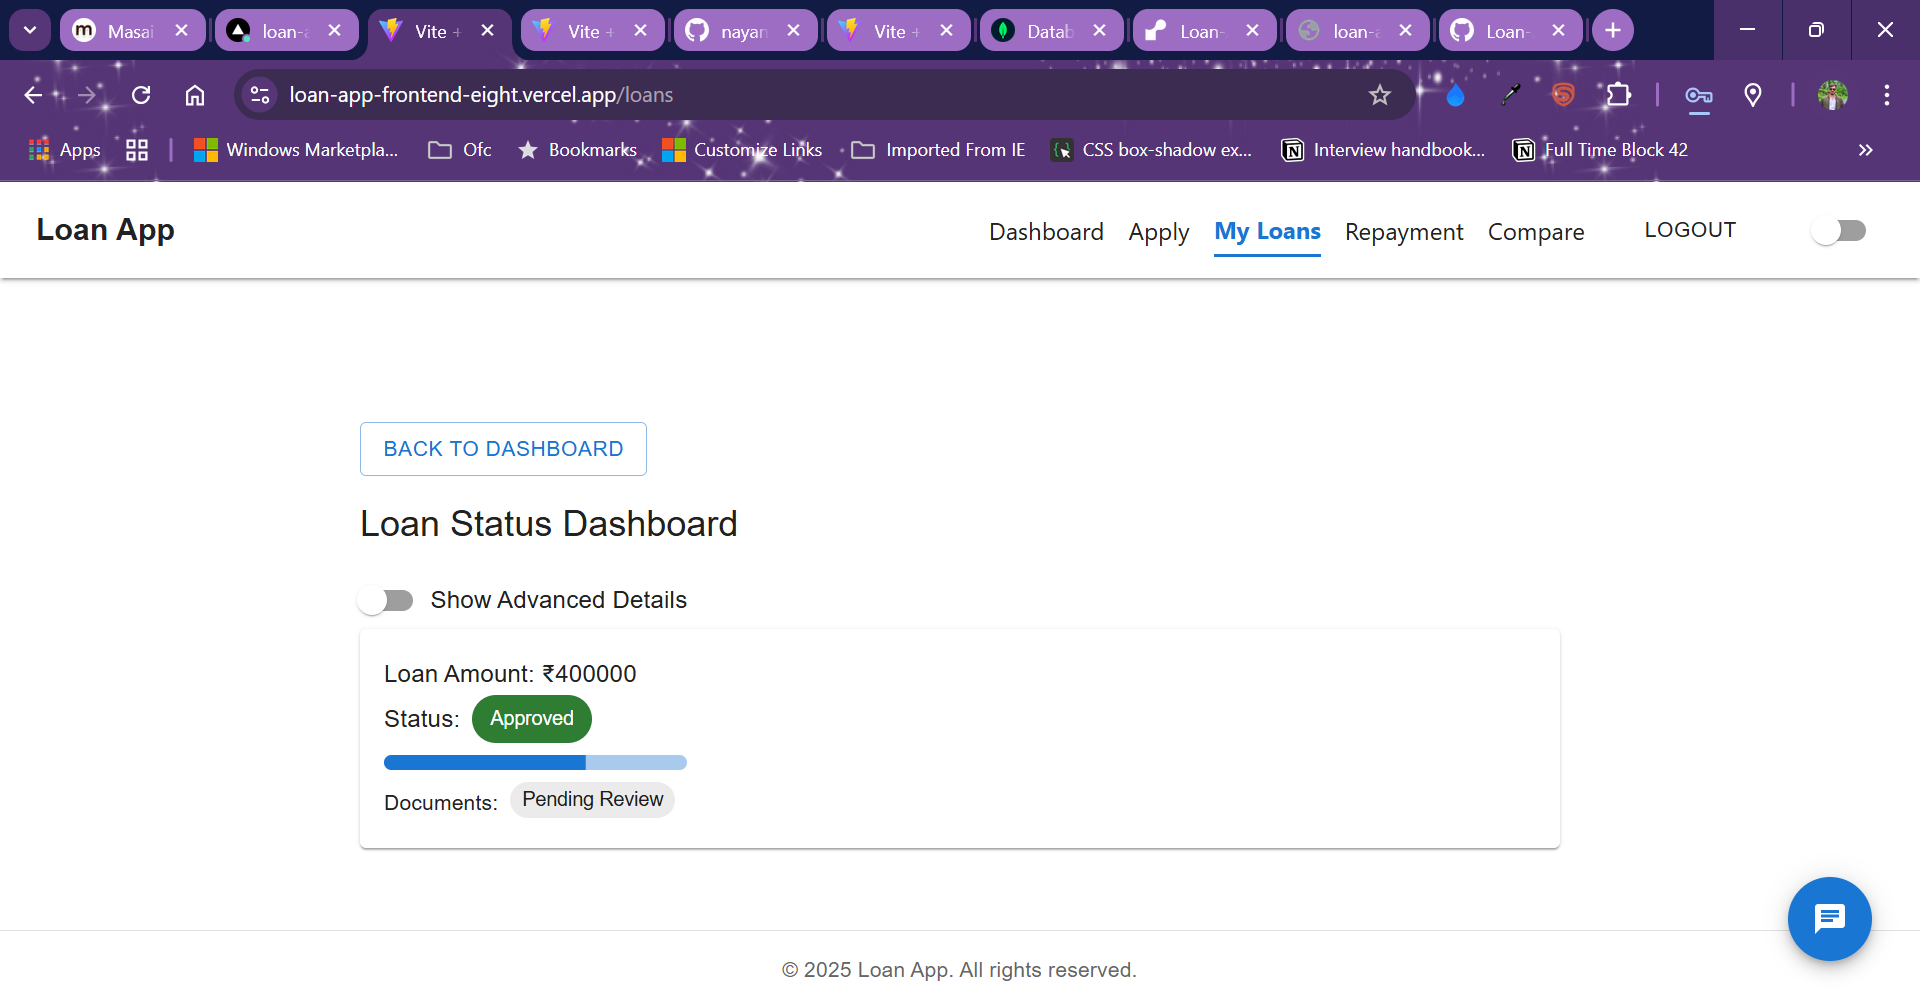 Masai
loan-a
Vite +
Vite +
nayan
Vite +
Datab
Loan-
loan-a
Loan-
loan-app-frontend-eight.vercel.app/loans
Apps
Windows Marketpla...
Ofc
Bookmarks
Customize Links
Imported From IE
CSS box-shadow ex...
Interview handbook...
Full Time Block 42
Loan App
Dashboard
Apply
My Loans
Repayment
Compare
LOGOUT
BACK TO DASHBOARD
Loan Status Dashboard
Show Advanced Details
Loan Amount: ₹400000
Status: Approved
Documents: Pending Review
© 2025 Loan App. All rights reserved.